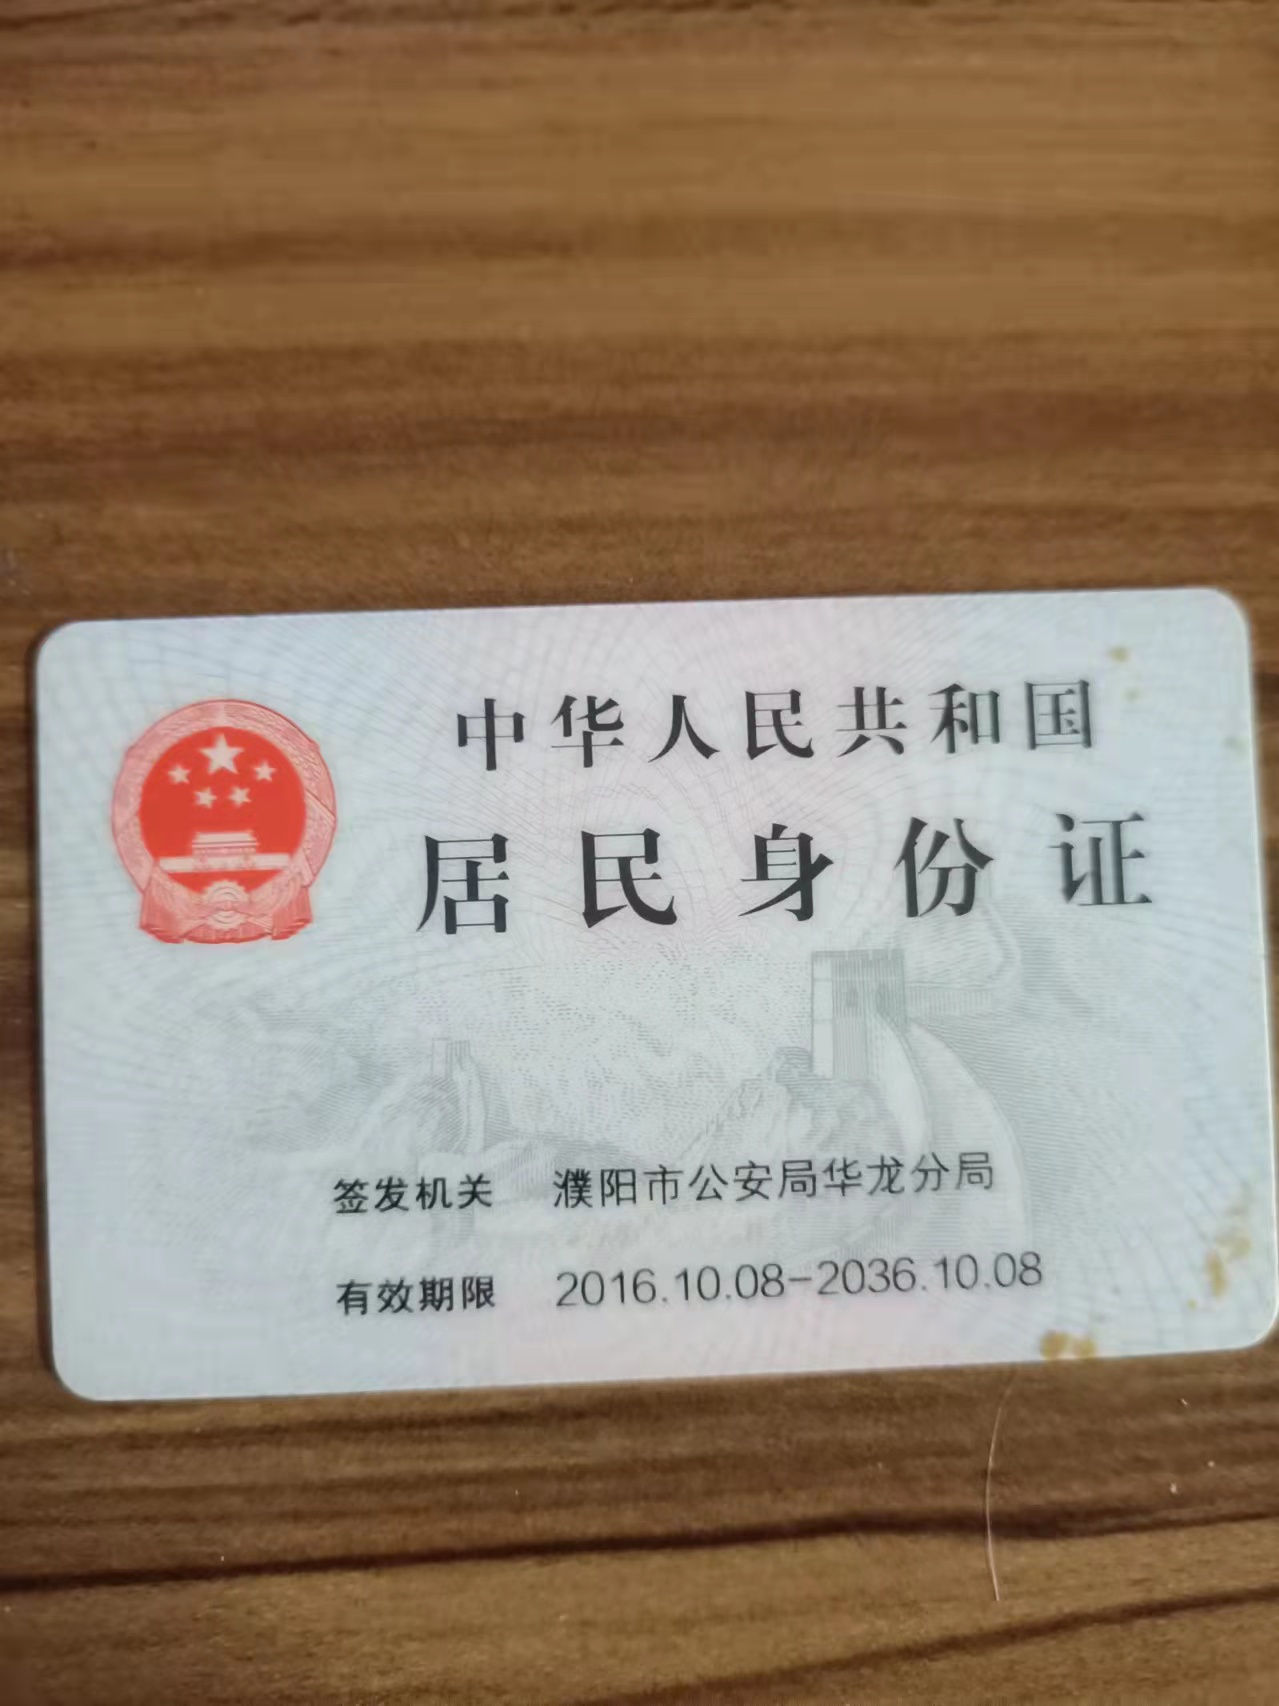 中华人民共和国
居民身份证
签发机关 濮阳市公安局华龙分局
有效期限 2016.10.08-2036.10.08